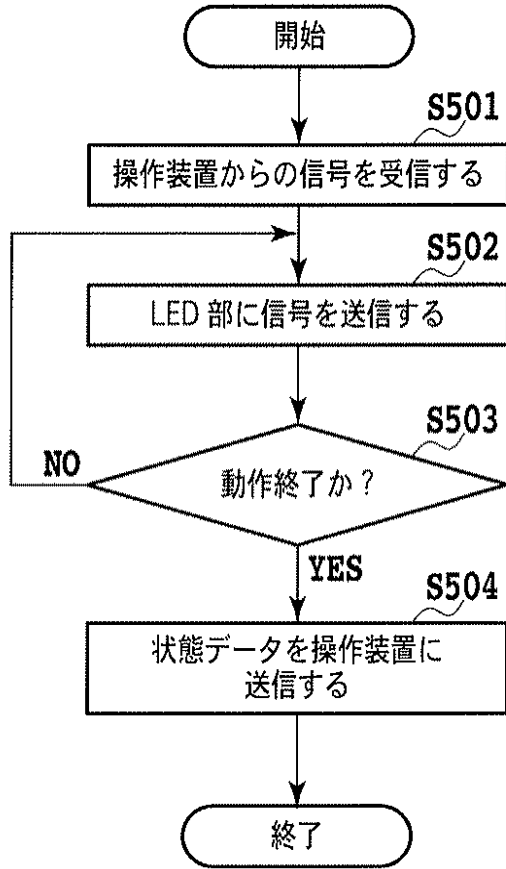 開始
S501
操作装置からの信号を受信する
S502
LED 部に信号を送信する
S503
動作終了か?
NO
YES
S504
状態データを操作装置に
送信する
終了